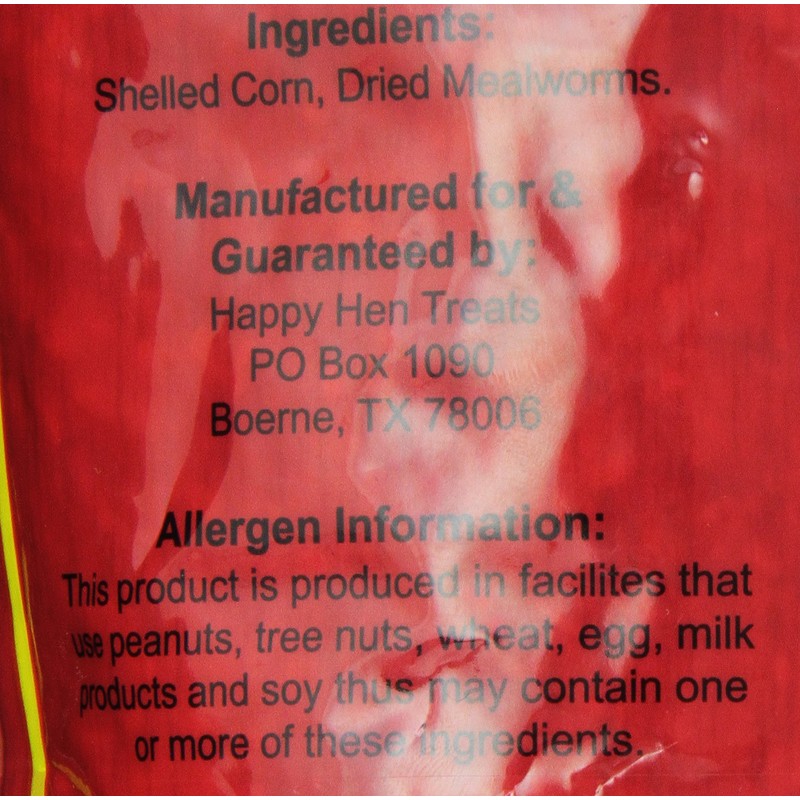 Ingredients:
Shelled Corn, Dried Mealworms.
Manufactured for &
Guaranteed by:
Happy Hen Treats
PO Box 1090
Boerne, TX 78006
Allergen Information:
This product is produced in facilites that
use peanuts, tree nuts, wheat, egg, milk
products and soy thus may contain one
or more of these ingredients.